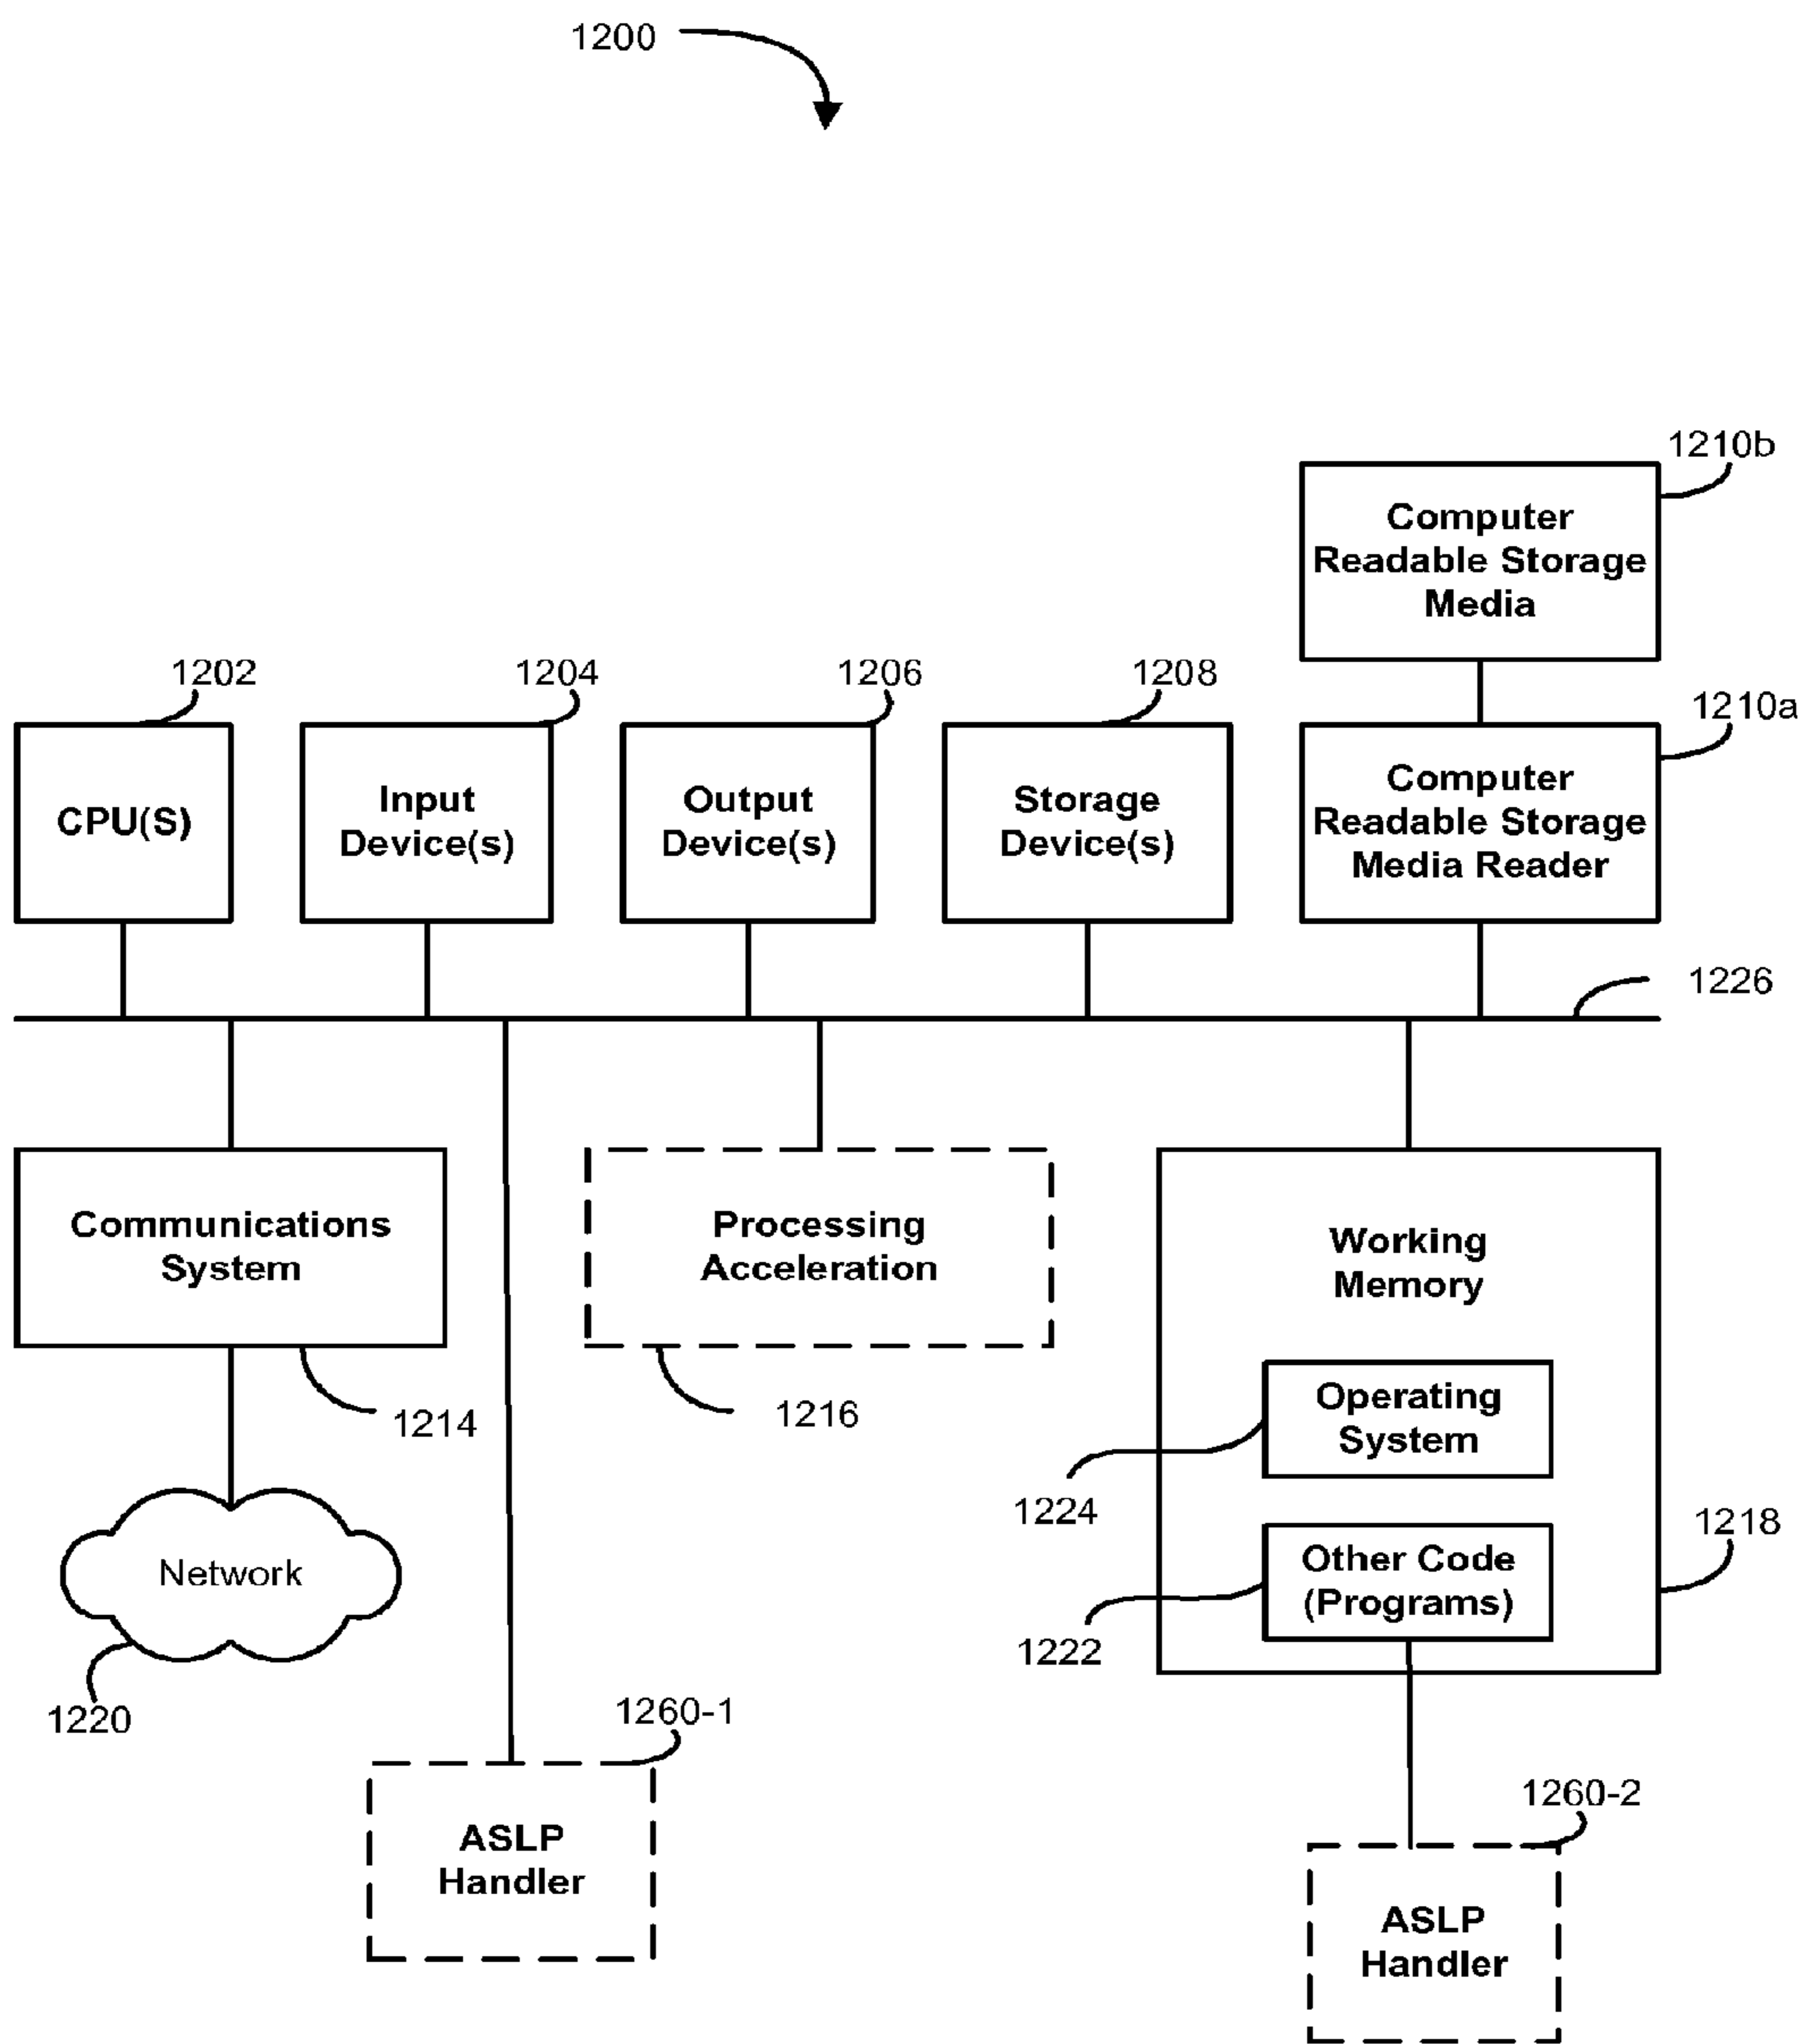 1200
1210b
Computer
Readable Storage
Media
1202
1204
1206
1208
1210a
CPU(S)
Input
Device(s)
Output
Device(s)
Storage
Device(s)
Computer
Readable Storage
Media Reader
1226
Communications
System
Processing
Acceleration
Working
Memory
1214
1216
Operating
System
1224
1218
Network
Other Code
(Programs)
1222
1220
1260-1
ASLP
Handler
1260-2
ASLP
Handler